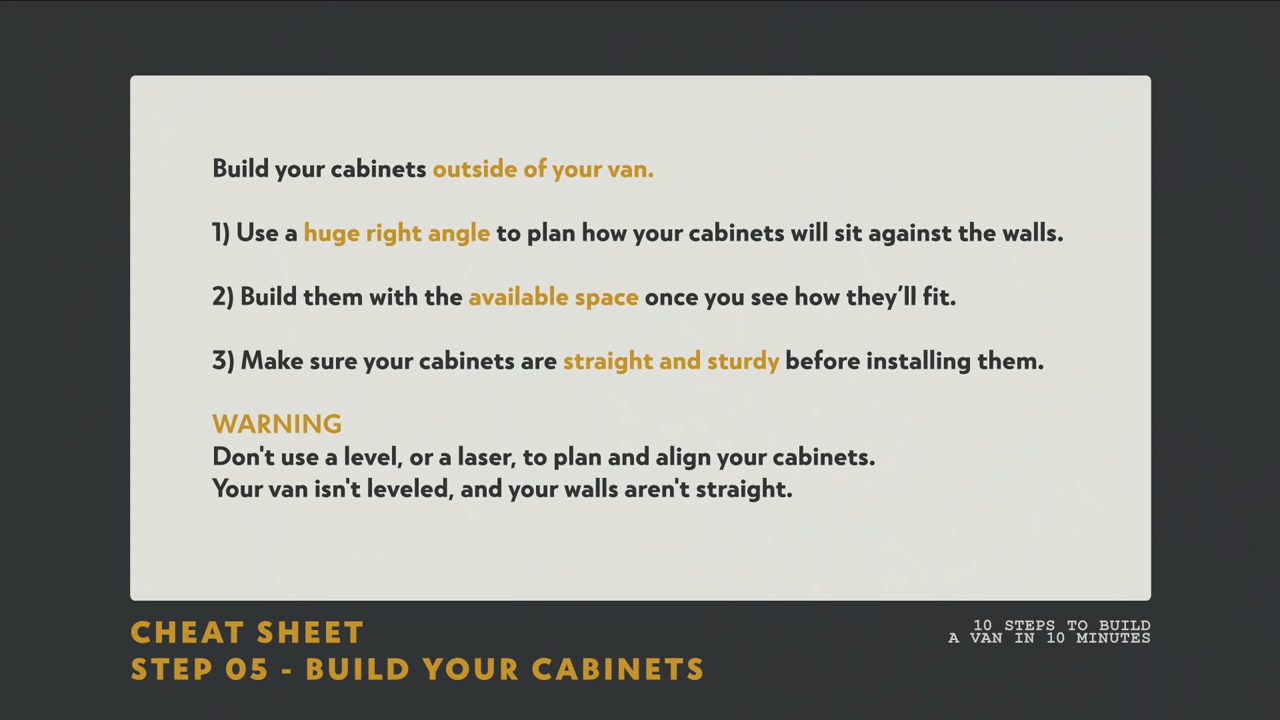 Build your cabinets outside of your van.
1) Use a huge right angle to plan how your cabinets will sit against the walls.
2) Build them with the available space once you see how they'll fit.
3) Make sure your cabinets are straight and sturdy before installing them.
WARNING
Don't use a level, or a laser, to plan and align your cabinets.
Your van isn't leveled, and your walls aren't straight.
CHEAT SHEET
STEP 05 - BUILD YOUR CABINETS
10 STEPS TO BUILD
A VAN IN 10 MINUTES